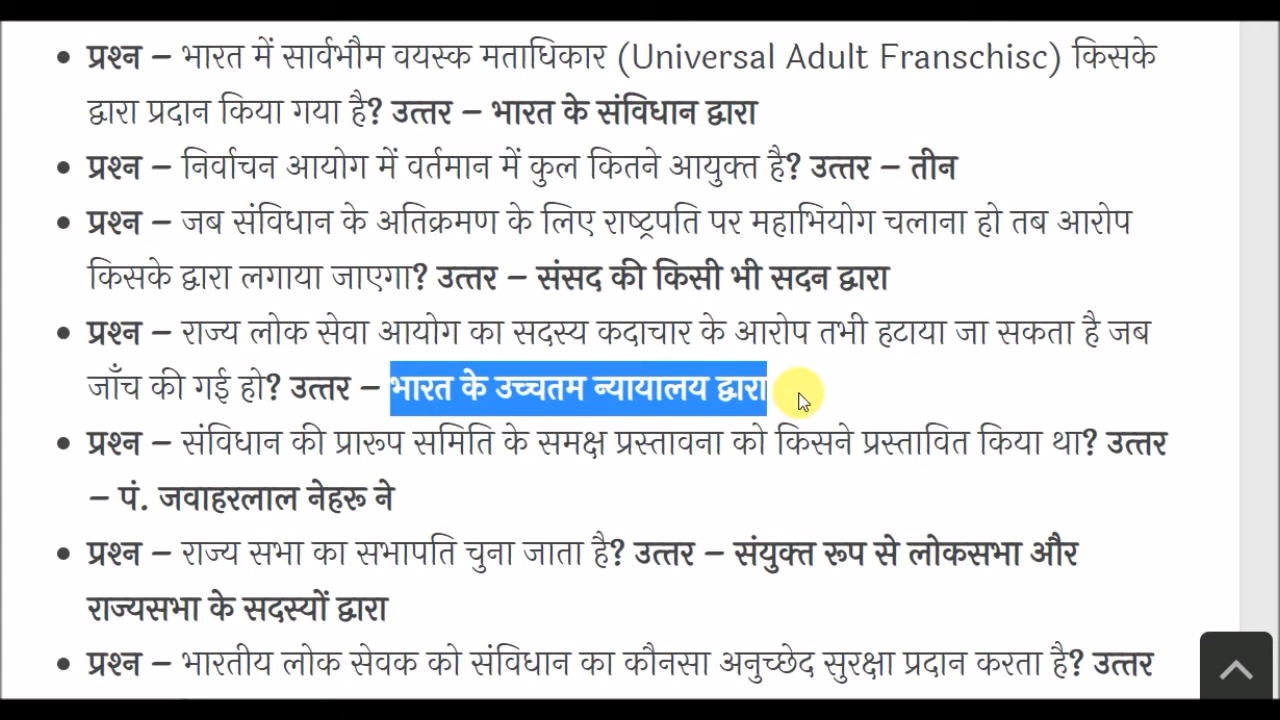 • प्रश्न – भारत में सार्वभौम वयस्क मताधिकार (Universal Adult Franschisc) किसके
द्वारा प्रदान किया गया है? उत्तर – भारत के संविधान द्वारा
• प्रश्न – निर्वाचन आयोग में वर्तमान में कुल कितने आयुक्त है? उत्तर – तीन
• प्रश्न – जब संविधान के अतिक्रमण के लिए राष्ट्रपति पर महाभियोग चलाना हो तब आरोप
किसके द्वारा लगाया जाएगा? उत्तर – संसद की किसी भी सदन द्वारा
• प्रश्न – राज्य लोक सेवा आयोग का सदस्य कदाचार के आरोप तभी हटाया जा सकता है जब
जाँच की गई हो? उत्तर – भारत के उच्चतम न्यायालय द्वारा
• प्रश्न – संविधान की प्रारुप समिति के समक्ष प्रस्तावना को किसने प्रस्तावित किया था? उत्तर
– पं. जवाहरलाल नेहरू ने
• प्रश्न – राज्य सभा का सभापति चुना जाता है? उत्तर – संयुक्त रूप से लोकसभा और
राज्यसभा के सदस्यों द्वारा
• प्रश्न – भारतीय लोक सेवक को संविधान का कौनसा अनुच्छेद सुरक्षा प्रदान करता है? उत्तर